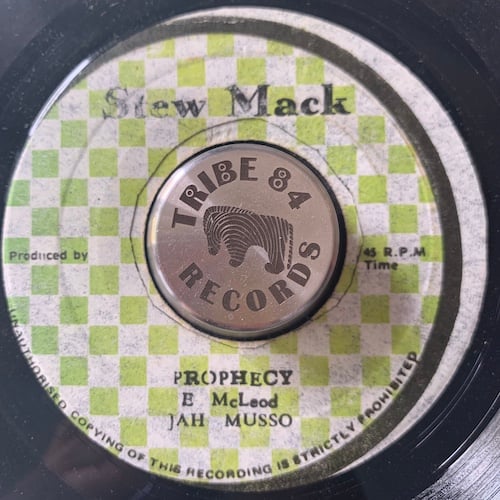 Stew Mack
TRIBE 84
RECORDS
Produced by
45 R.P.M
Time
PROPHECY
E McLeod
JAH MUSSO
UNAUTHORISED COPYING OF THIS RECORDING IS STRICTLY PROHIBITED